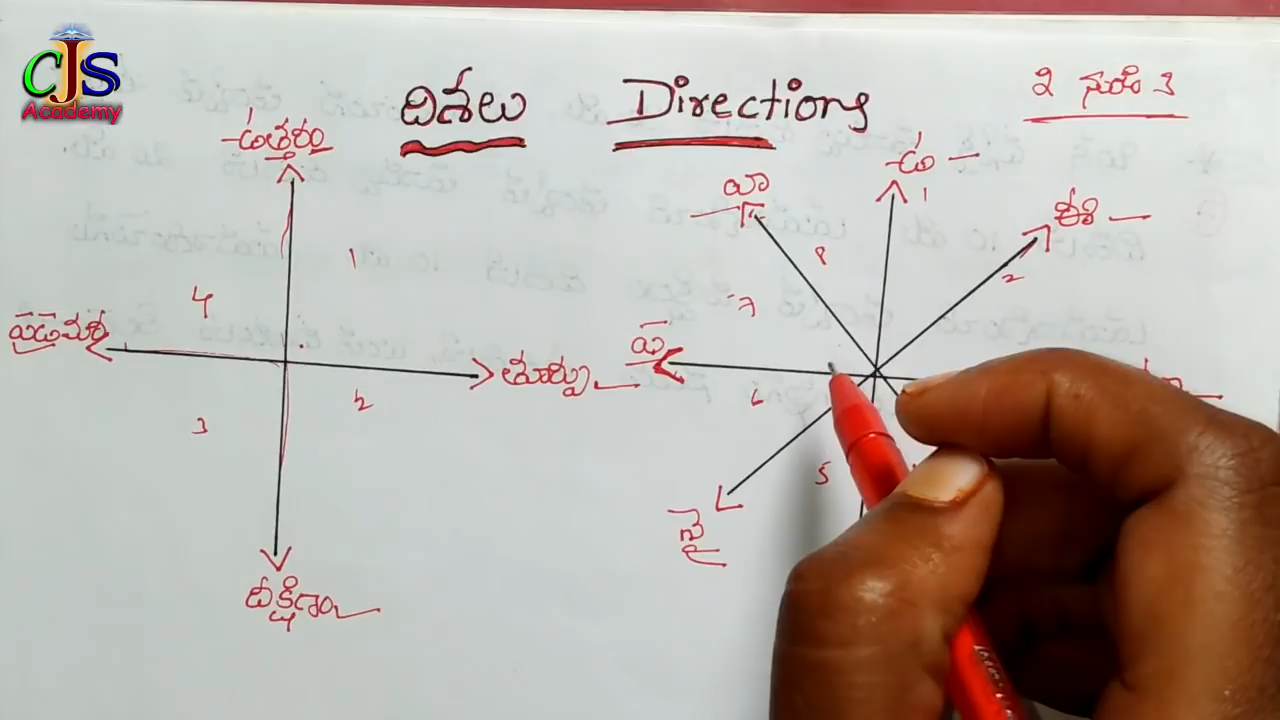 CJS
Academy
దిశలు Directions
2 నుండి 3
ఉత్తరం
పడమర
తూర్పు
దక్షిణం
1
2
3
4
ఉ
ఈశ
వా
ప
నై
1
2
5
6
7
8